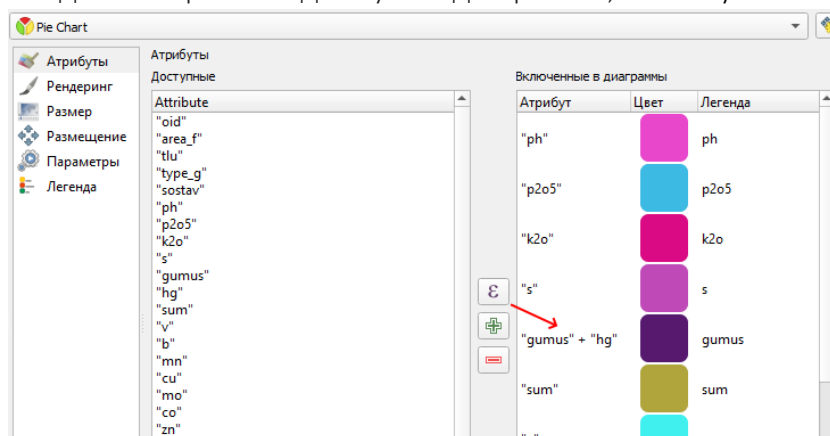 Pie Chart
Атрибуты
Рендеринг
Размер
Размещение
Параметры
Легенда
Атрибуты
Доступные
Attribute
"oid"
"area_f"
"tlu"
"type_g"
"sostav"
"ph"
"p2o5"
"k2o"
"s"
"gumus"
"hg"
"sum"
"v"
"b"
"mn"
"cu"
"mo"
"co"
"zn"
ε
Включенные в диаграммы
Атрибут Цвет Легенда
"ph" ph
"p2o5" p2o5
"k2o" k2o
"s" s
"gumus" + "hg" gumus
"sum" sum